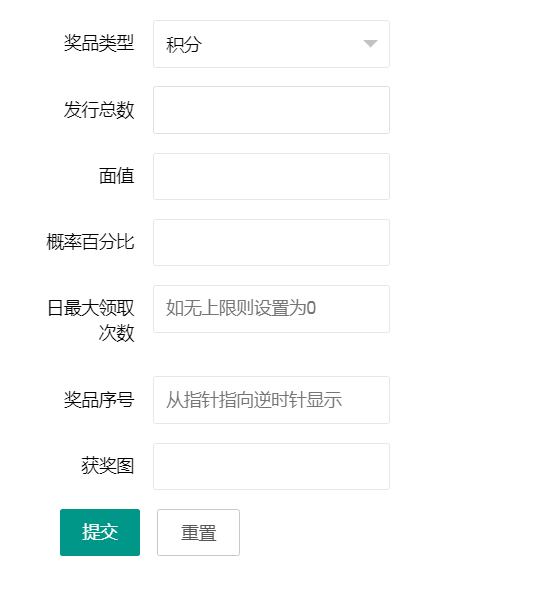 奖品类型 积分
发行总数
面值
概率百分比
日最大领取
次数
如无上限则设置为0
奖品序号 从指针指向逆时针显示
获奖图
提交 重置